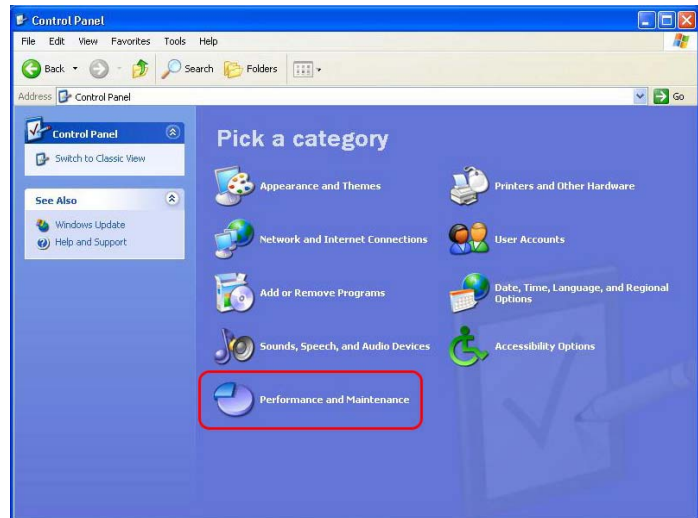 Control Panel
File Edit View Favorites Tools Help
Back Search Folders
Address Control Panel Go
Control Panel
Switch to Classic View
See Also
Windows Update
Help and Support
Pick a category
Appearance and Themes
Printers and Other Hardware
Network and Internet Connections
User Accounts
Add or Remove Programs
Date, Time, Language, and Regional
Options
Sounds, Speech, and Audio Devices
Accessibility Options
Performance and Maintenance